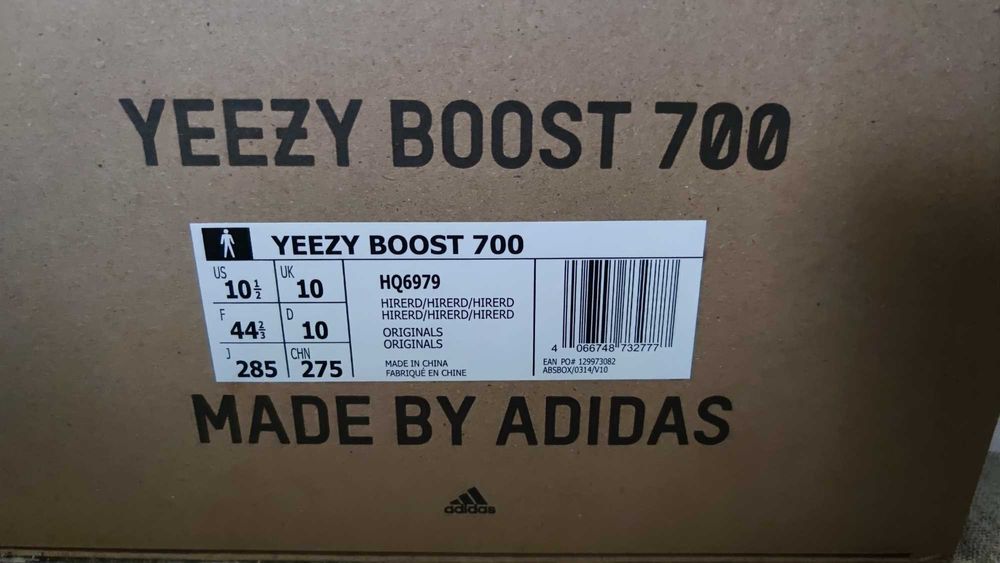 YEEZY BOOST 700
YEEZY BOOST 700
US 10½
UK 10
F 44⅔
D 10
J 285
CHN 275
HQ6979
HIRERD/HIRERD/HIRERD
HIRERD/HIRERD/HIRERD
ORIGINALS
ORIGINALS
MADE IN CHINA
FABRIQUÉ EN CHINE
4 066748 732777
EAN PO# 129973082
ABSBOX/0314/V10
MADE BY ADIDAS
adidas